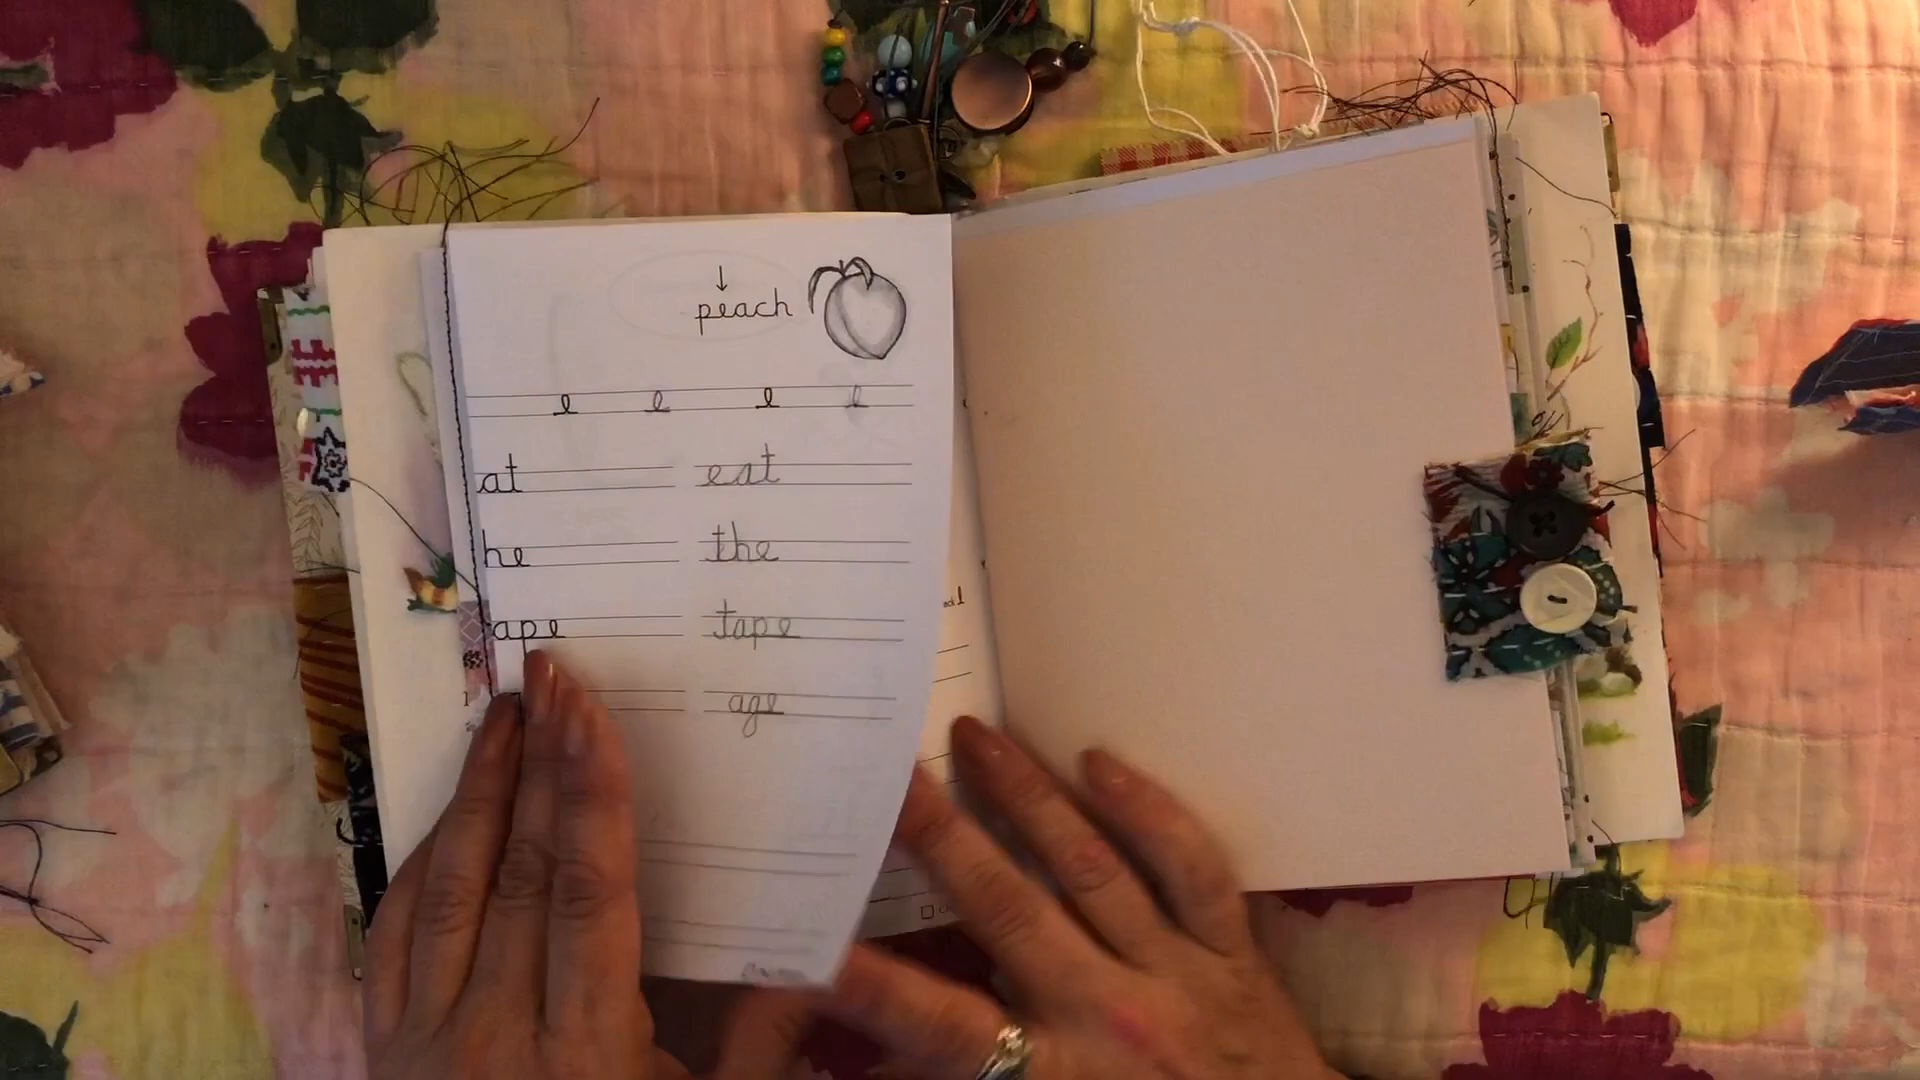 peach
e e e e
at eat
he the
ape tape
age